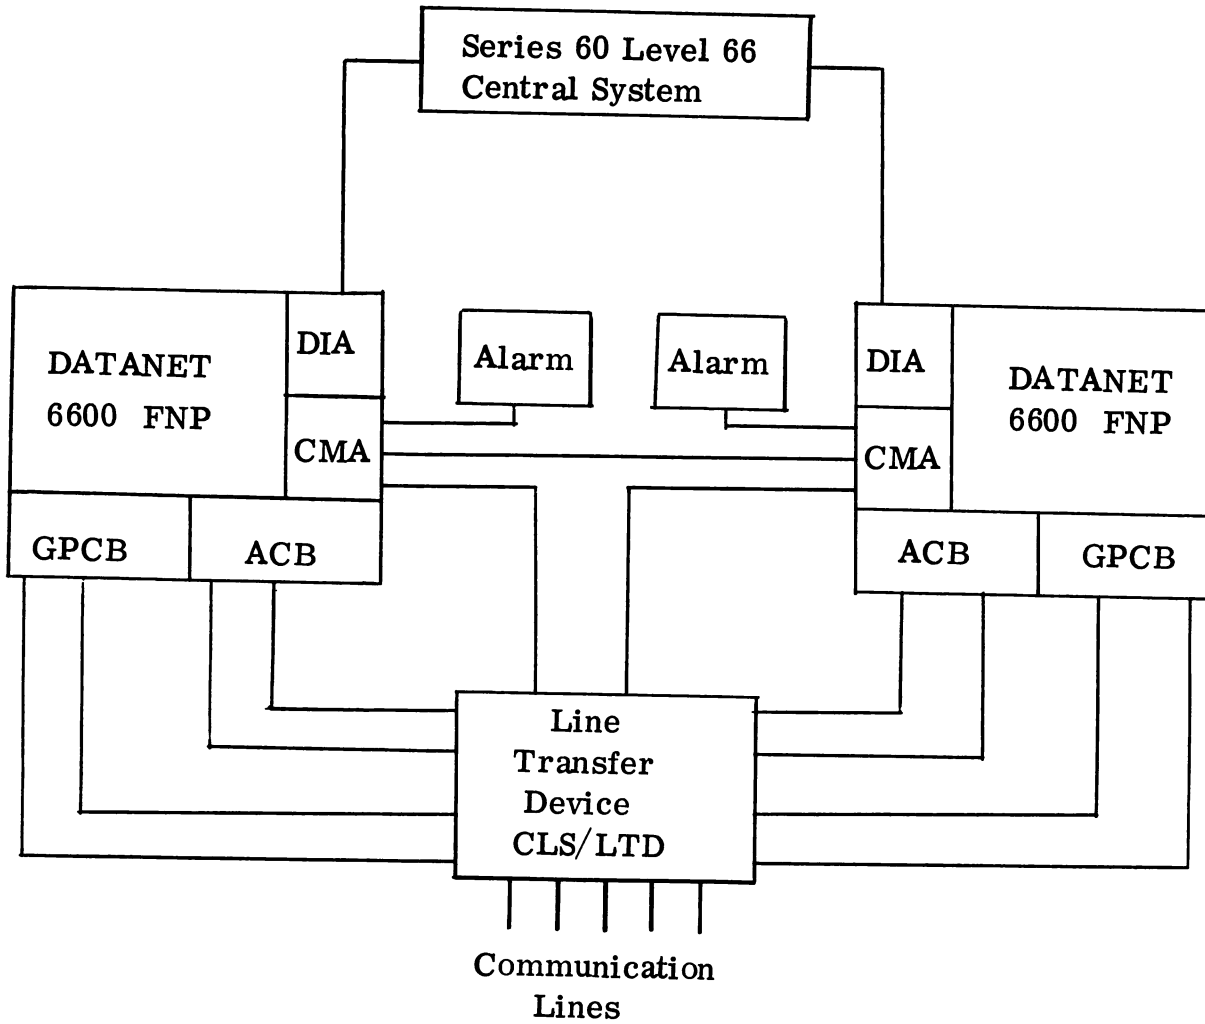 Series 60 Level 66
Central System
DATANET
6600 FNP
DIA
CMA
GPCB
ACB
Alarm
Alarm
DIA
CMA
DATANET
6600 FNP
ACB
GPCB
Line
Transfer
Device
CLS/LTD
Communication
Lines